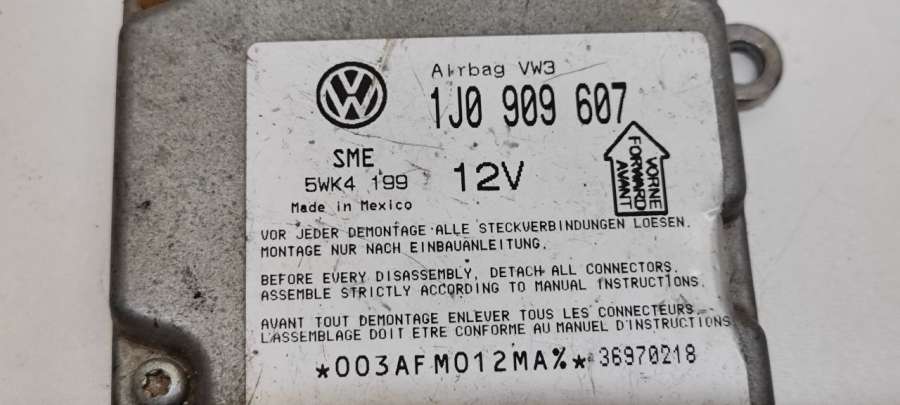 Airbag VW3
1J0 909 607
SME
5WK4 199
12V
Made in Mexico
VORNE
FORWARD
AVANT
VOR JEDER DEMONTAGE ALLE STECKVERBINDUNGEN LOESEN.
MONTAGE NUR NACH EINBAUANLEITUNG.
BEFORE EVERY DISASSEMBLY, DETACH ALL CONNECTORS.
ASSEMBLE STRICTLY ACCORDING TO MANUAL INSTRUCTIONS.
AVANT TOUT DEMONTAGE ENLEVER TOUS LES CONNECTEURS.
L'ASSEMBLAGE DOIT ETRE CONFORME AU MANUEL D'INSTRUCTIONS
*003AFM012MA%* 36970218